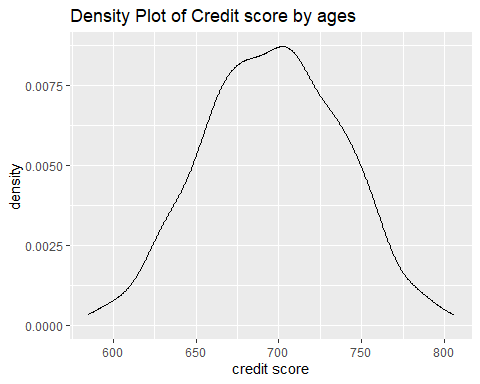 Density Plot of Credit score by ages
density
0.0075
0.0050
0.0025
0.0000
600 650 700 750 800
credit score